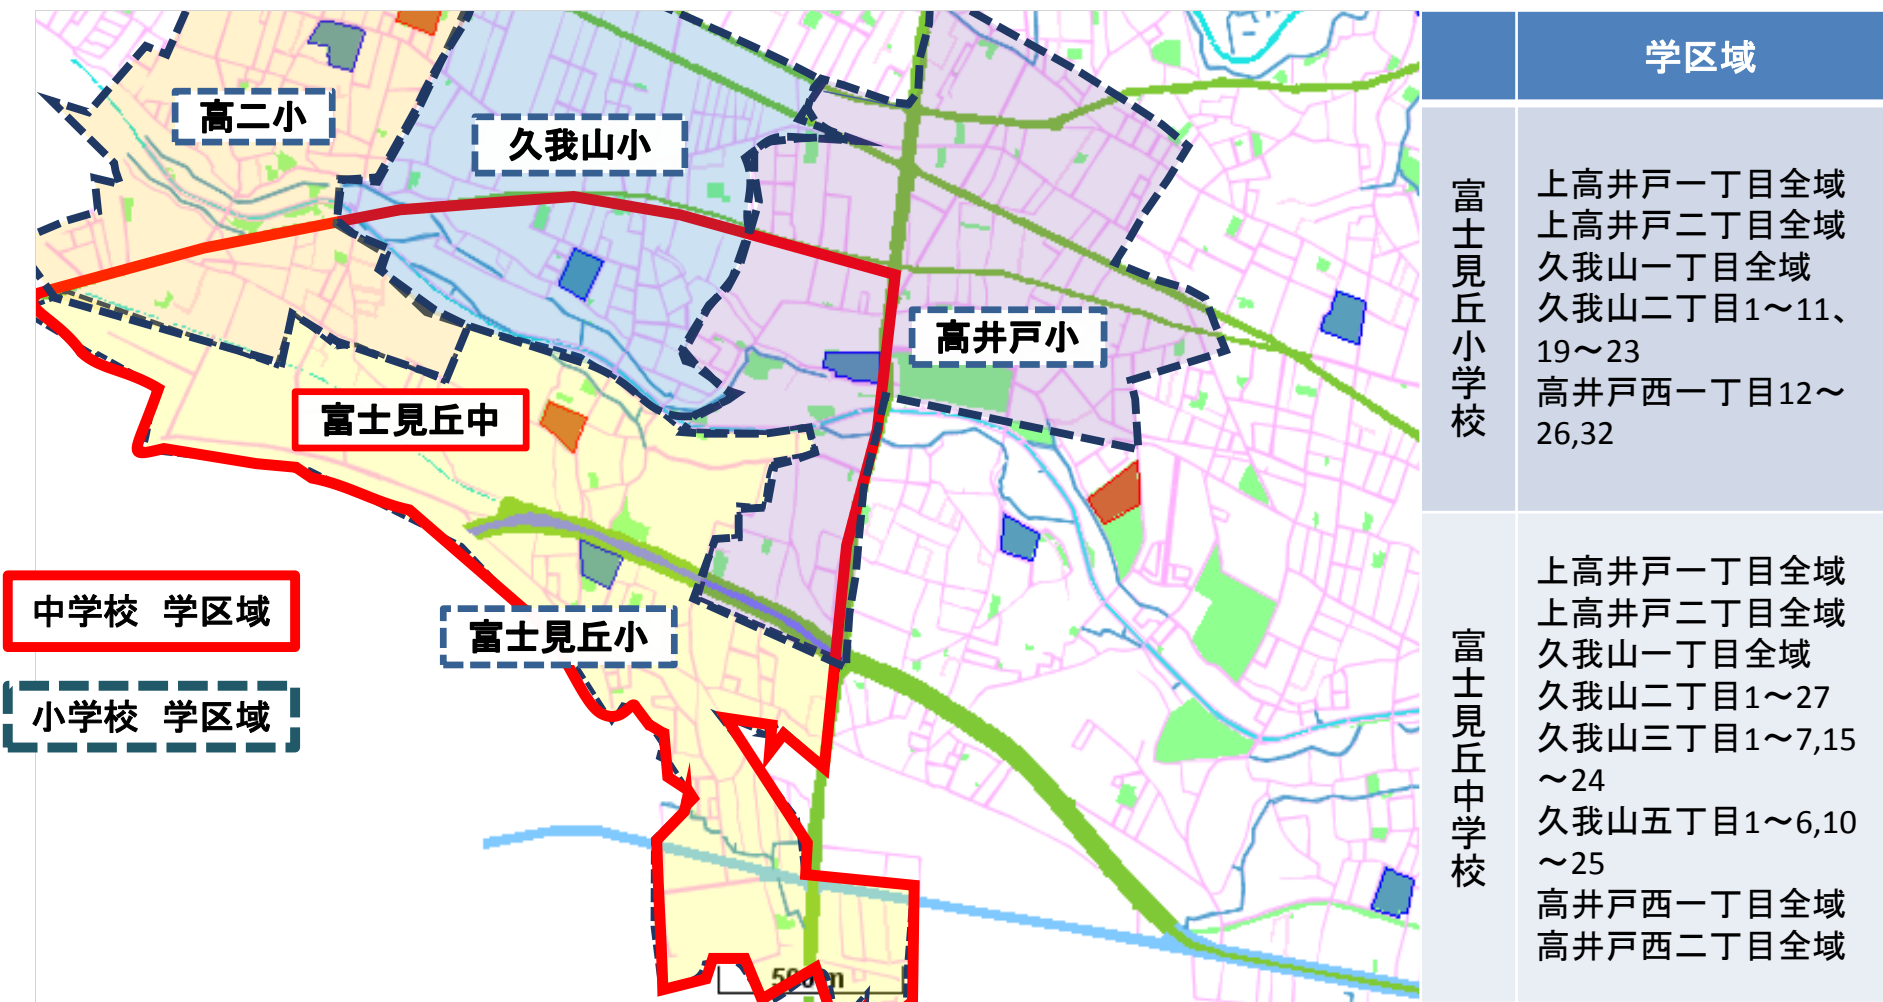 高二小
久我山小
高井戸小
富士見丘中
富士見丘小
中学校 学区域
小学校 学区域
学区域
富士見丘小学校
上高井戸一丁目全域
上高井戸二丁目全域
久我山一丁目全域
久我山二丁目1～11、
19～23
高井戸西一丁目12～
26,32
富士見丘中学校
上高井戸一丁目全域
上高井戸二丁目全域
久我山一丁目全域
久我山二丁目1～27
久我山三丁目1～7,15
～24
久我山五丁目1～6,10
～25
高井戸西一丁目全域
高井戸西二丁目全域